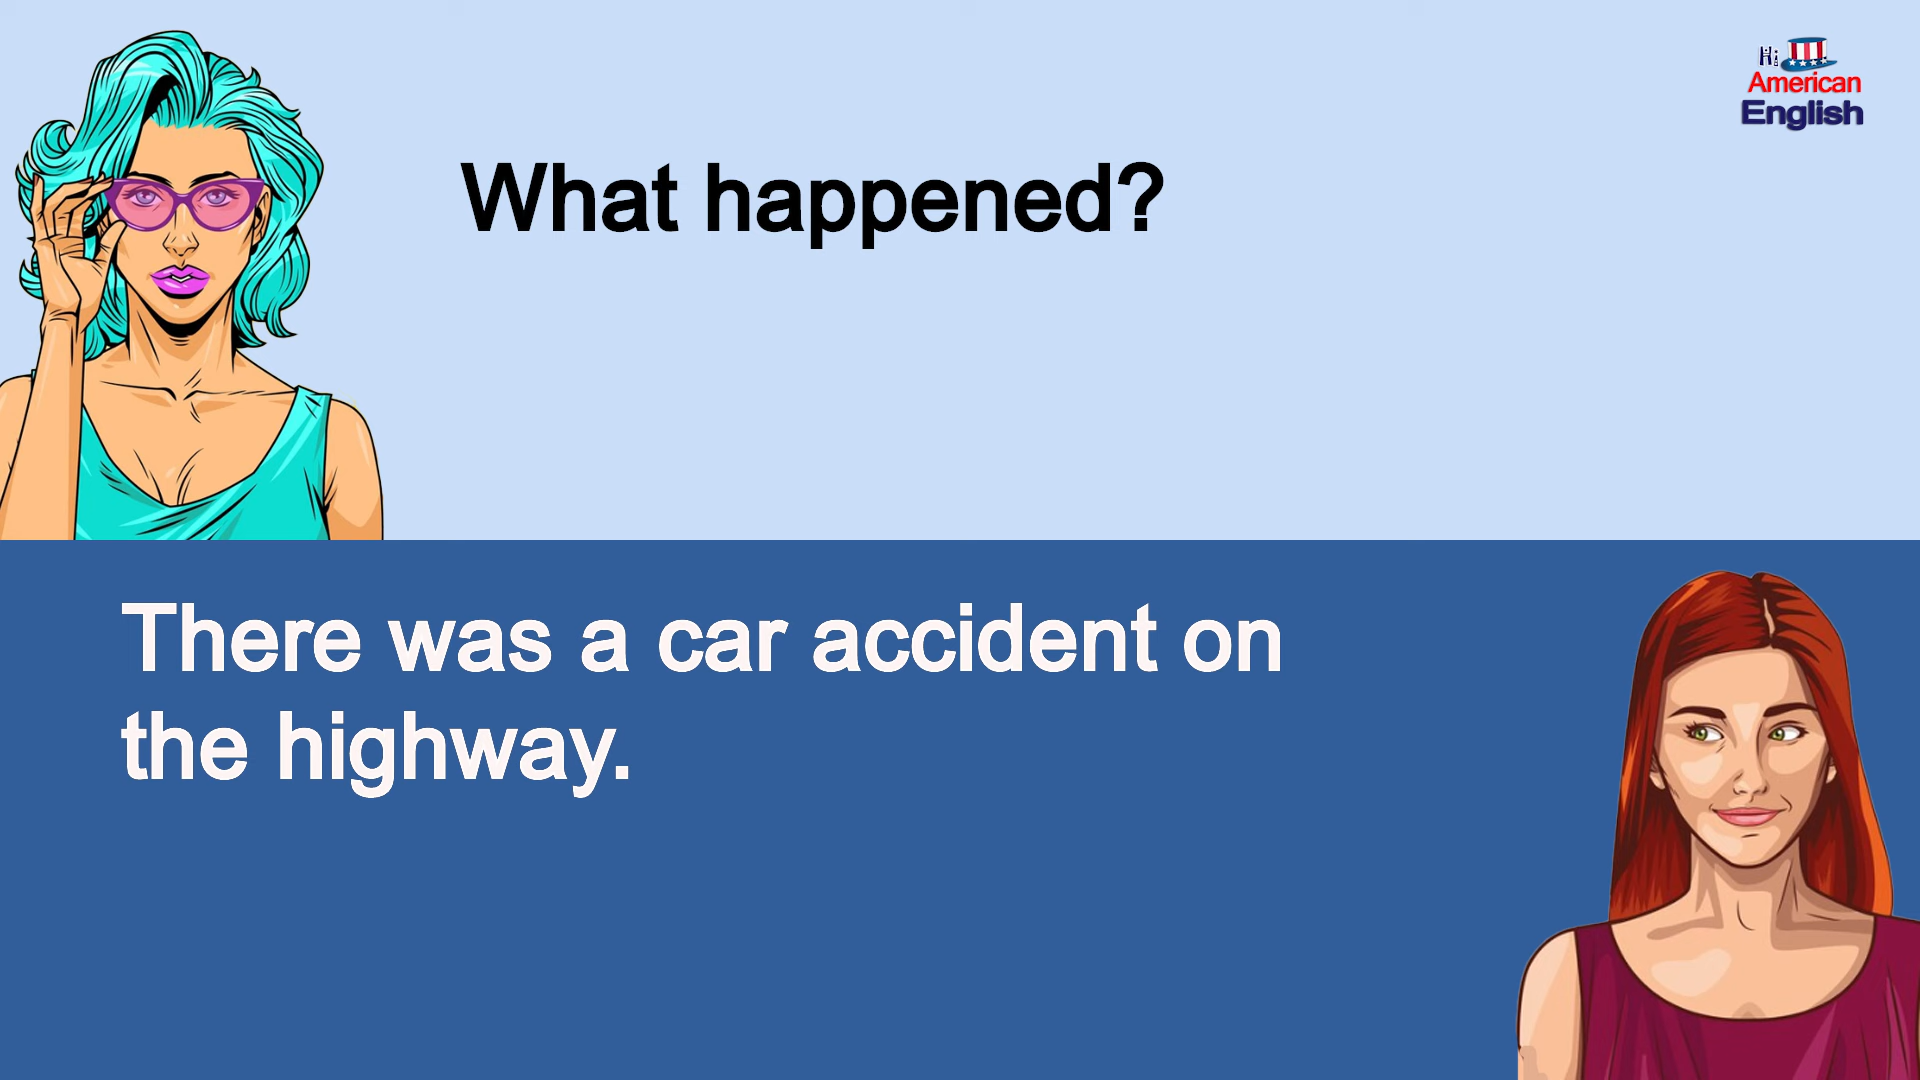 Hi
American
English
What happened?
There was a car accident on
the highway.